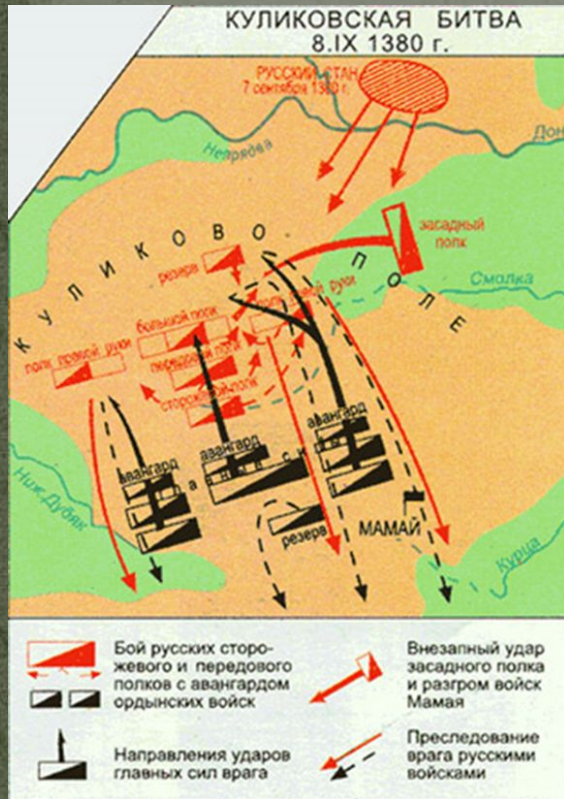 КУЛИКОВСКАЯ БИТВА
8.IX 1380 г.
РУССКИЙ СТАН
7 сентября 1380 г.
Непрядва
Дон
засадный
полк
КУЛИКОВО ПОЛЕ
резерв
Смолка
полк левой руки
большой полк
полк правой руки
передовой полк
сторожевой полк
авангард
авангард
авангард
Ниж.Дубяк
резерв
МАМАЙ
Курца
Бой русских сторо-
жевого и передового
полков с авангардом
ордынских войск
Внезапный удар
засадного полка
и разгром войск
Мамая
Направления ударов
главных сил врага
Преследование
врага русскими
войсками